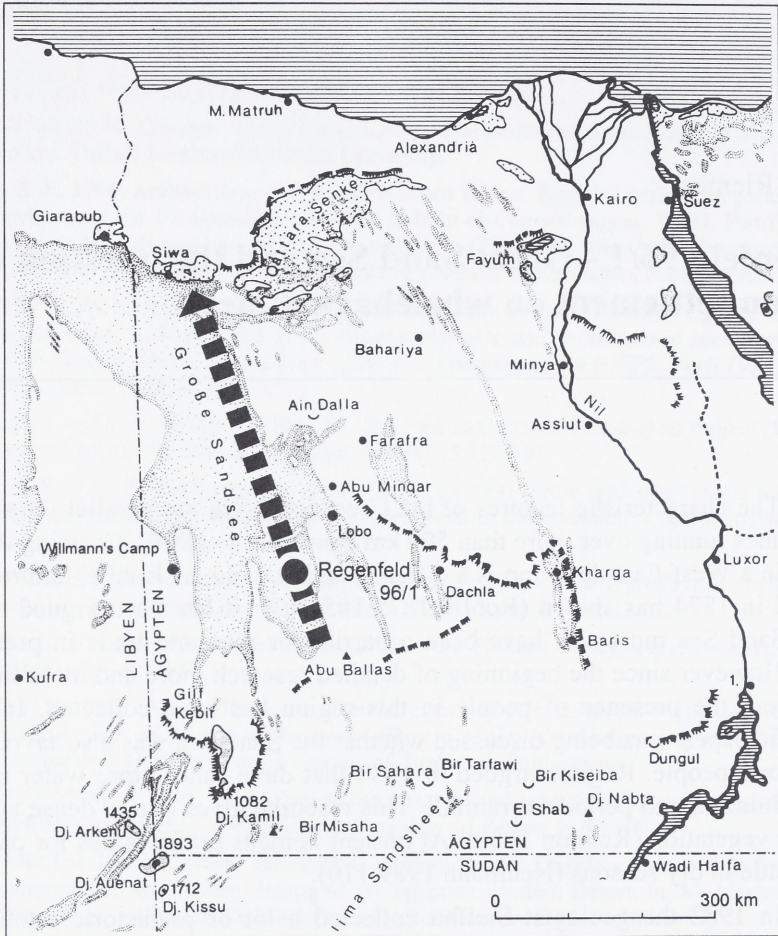 M. Matruh
Alexandria
Giarabub
Siwa
Qattara Senke
Kairo
Suez
Fayum
Große Sandsee
Bahariya
Minya
Nil
Ain Dalla
Assiut
Farafra
Abu Minqar
Lobo
Willmann's Camp
Regenfeld
96/1
Dachla
Kharga
Luxor
Baris
LIBYEN
ÄGYPTEN
Abu Ballas
Kufra
Gilf
Kebir
1.
Dungul
Bir Sahara
Bir Tarfawi
Bir Kiseiba
1082
Dj. Kamil
Bir Misaha
El Shab
Dj. Nabta
1435
Dj. Arkenu
1893
Dj. Auenat
1712
Dj. Kissu
lima Sandsheet
ÄGYPTEN
SUDAN
Wadi Halfa
0
300 km